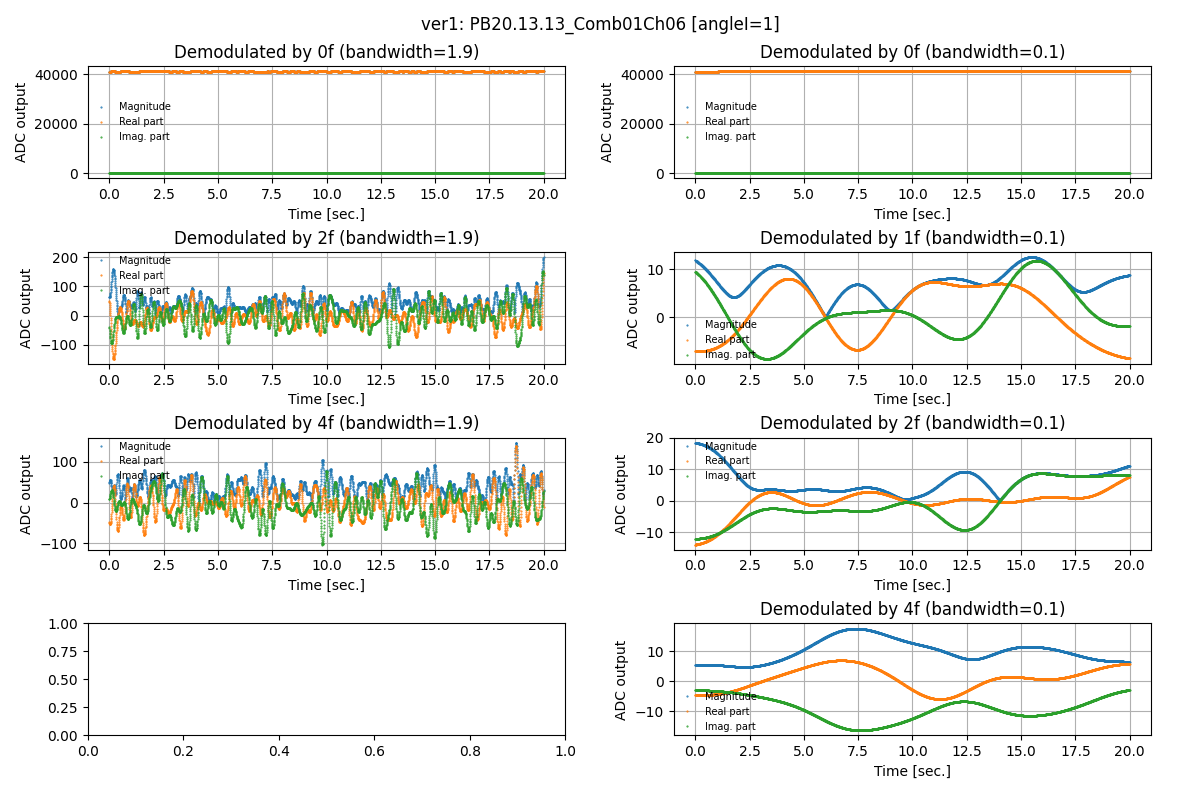 ver1: PB20.13.13_Comb01Ch06 [angleI=1]
Demodulated by 0f (bandwidth=1.9)
ADC output
40000
20000
0
Magnitude
Real part
Imag. part
0.0 2.5 5.0 7.5 10.0 12.5 15.0 17.5 20.0
Time [sec.]
Demodulated by 0f (bandwidth=0.1)
ADC output
40000
20000
0
Magnitude
Real part
Imag. part
0.0 2.5 5.0 7.5 10.0 12.5 15.0 17.5 20.0
Time [sec.]
Demodulated by 2f (bandwidth=1.9)
ADC output
200
100
0
−100
Magnitude
Real part
Imag. part
0.0 2.5 5.0 7.5 10.0 12.5 15.0 17.5 20.0
Time [sec.]
Demodulated by 1f (bandwidth=0.1)
ADC output
10
0
Magnitude
Real part
Imag. part
0.0 2.5 5.0 7.5 10.0 12.5 15.0 17.5 20.0
Time [sec.]
Demodulated by 4f (bandwidth=1.9)
ADC output
100
0
−100
Magnitude
Real part
Imag. part
0.0 2.5 5.0 7.5 10.0 12.5 15.0 17.5 20.0
Time [sec.]
Demodulated by 2f (bandwidth=0.1)
ADC output
20
10
0
−10
Magnitude
Real part
Imag. part
0.0 2.5 5.0 7.5 10.0 12.5 15.0 17.5 20.0
Time [sec.]
1.00
0.75
0.50
0.25
0.00
0.0 0.2 0.4 0.6 0.8 1.0
Demodulated by 4f (bandwidth=0.1)
ADC output
10
0
−10
Magnitude
Real part
Imag. part
0.0 2.5 5.0 7.5 10.0 12.5 15.0 17.5 20.0
Time [sec.]